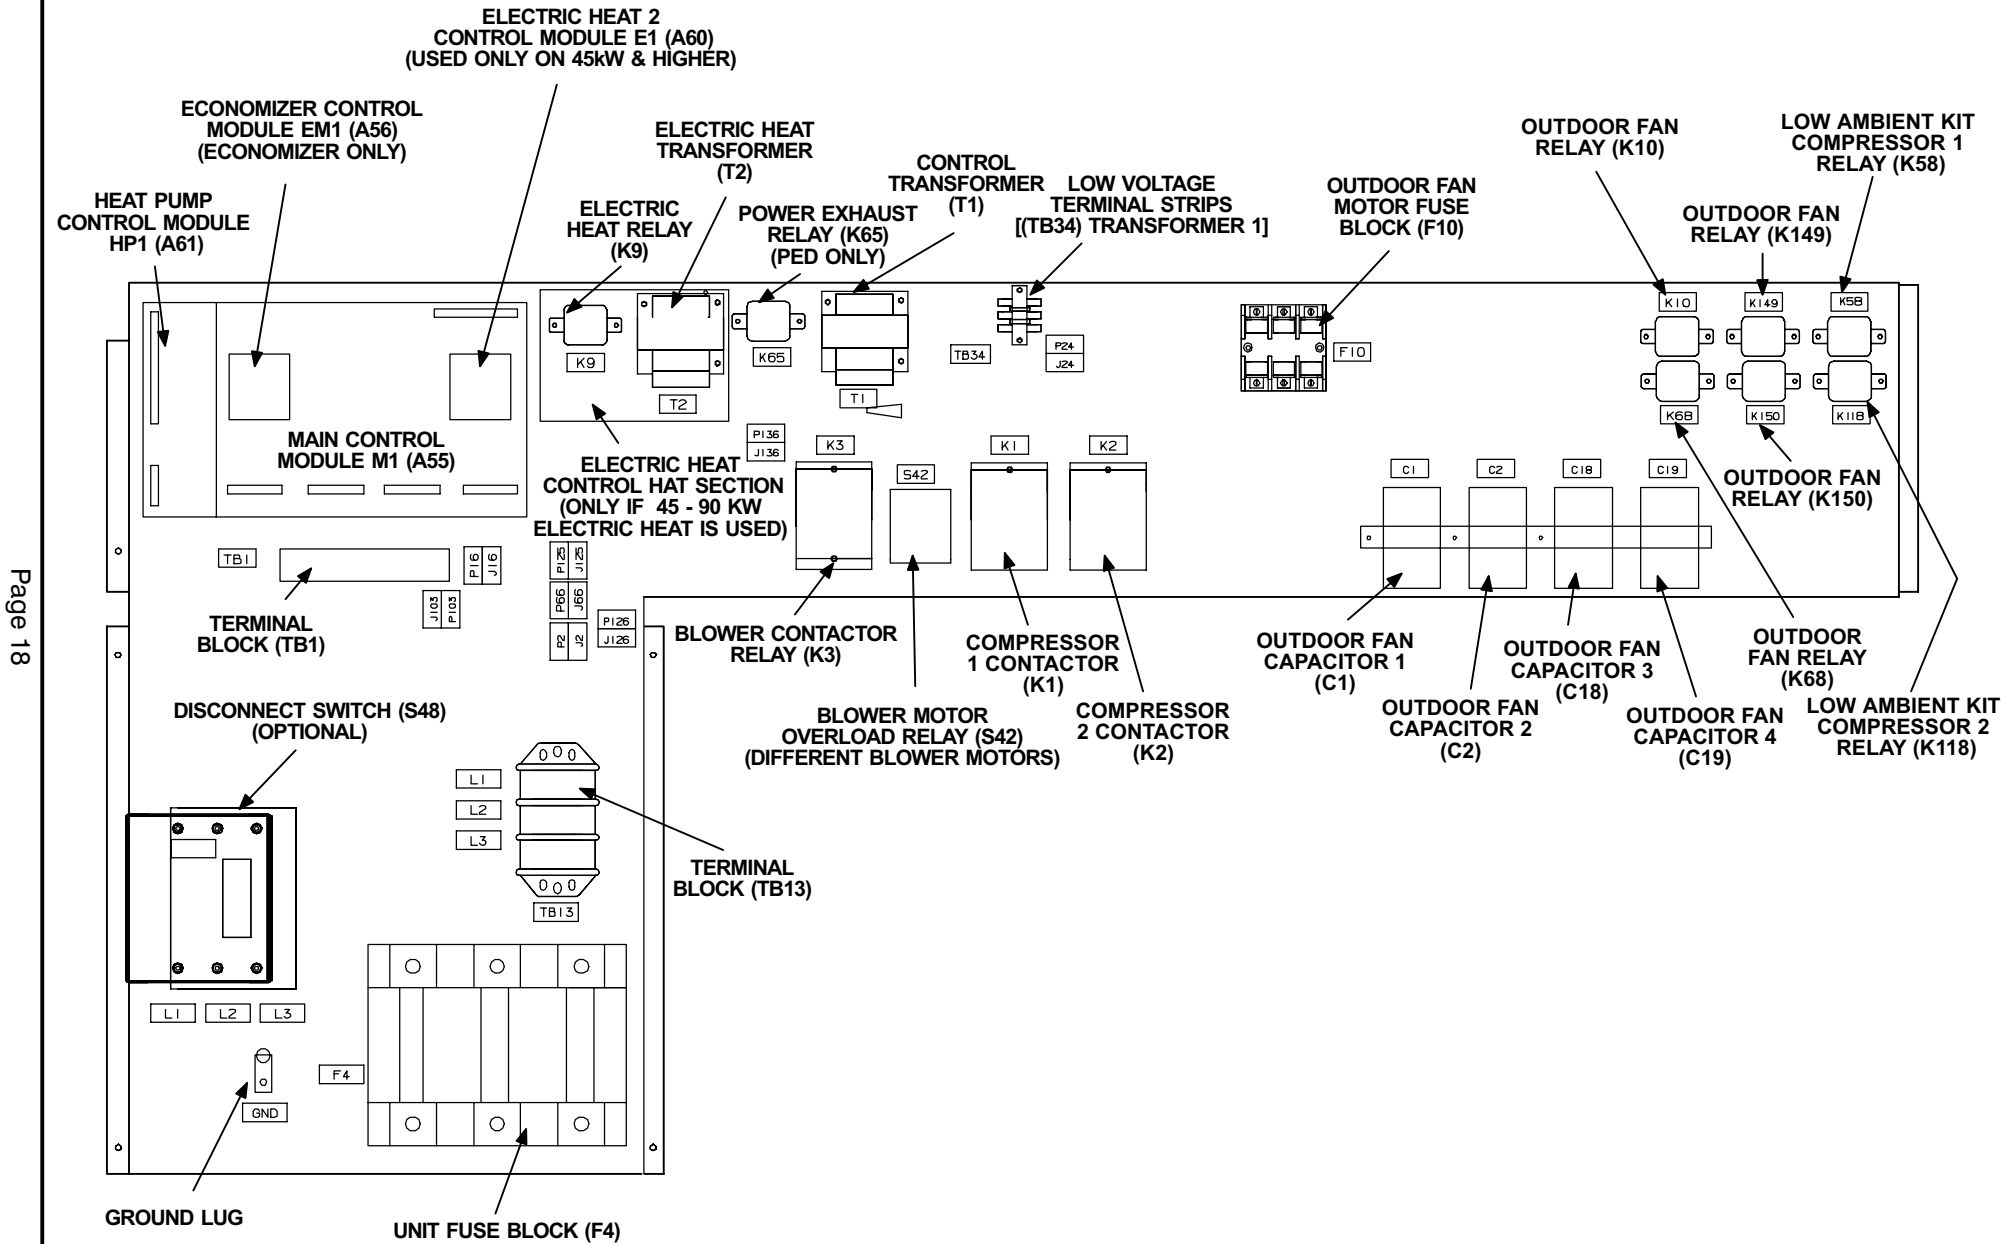 ELECTRIC HEAT 2
CONTROL MODULE E1 (A60)
(USED ONLY ON 45kW & HIGHER)
ECONOMIZER CONTROL
MODULE EM1 (A56)
(ECONOMIZER ONLY)
HEAT PUMP
CONTROL MODULE
HP1 (A61)
ELECTRIC HEAT
TRANSFORMER
(T2)
ELECTRIC
HEAT RELAY
(K9)
POWER EXHAUST
RELAY (K65)
(PED ONLY)
CONTROL
TRANSFORMER
(T1)
LOW VOLTAGE
TERMINAL STRIPS
[(TB34) TRANSFORMER 1]
OUTDOOR FAN
MOTOR FUSE
BLOCK (F10)
OUTDOOR FAN
RELAY (K10)
OUTDOOR FAN
RELAY (K149)
LOW AMBIENT KIT
COMPRESSOR 1
RELAY (K58)
K9
T2
K65
T1
TB34
P24
J24
F10
K10
K149
K58
K68
K150
K118
MAIN CONTROL
MODULE M1 (A55)
ELECTRIC HEAT
CONTROL HAT SECTION
(ONLY IF 45 - 90 KW
ELECTRIC HEAT IS USED)
P136
J136
K3
S42
K1
K2
C1
C2
C18
C19
OUTDOOR FAN
RELAY (K150)
TB1
P16
J16
J103
P103
P125
J125
P66
J66
P2
J2
P126
J126
TERMINAL
BLOCK (TB1)
BLOWER CONTACTOR
RELAY (K3)
BLOWER MOTOR
OVERLOAD RELAY (S42)
(DIFFERENT BLOWER MOTORS)
COMPRESSOR
1 CONTACTOR
(K1)
COMPRESSOR
2 CONTACTOR
(K2)
OUTDOOR FAN
CAPACITOR 1
(C1)
OUTDOOR FAN
CAPACITOR 2
(C2)
OUTDOOR FAN
CAPACITOR 3
(C18)
OUTDOOR FAN
CAPACITOR 4
(C19)
OUTDOOR
FAN RELAY
(K68)
LOW AMBIENT KIT
COMPRESSOR 2
RELAY (K118)
DISCONNECT SWITCH (S48)
(OPTIONAL)
L1
L2
L3
TERMINAL
BLOCK (TB13)
TB13
L1
L2
L3
F4
GND
GROUND LUG
UNIT FUSE BLOCK (F4)
Page 18